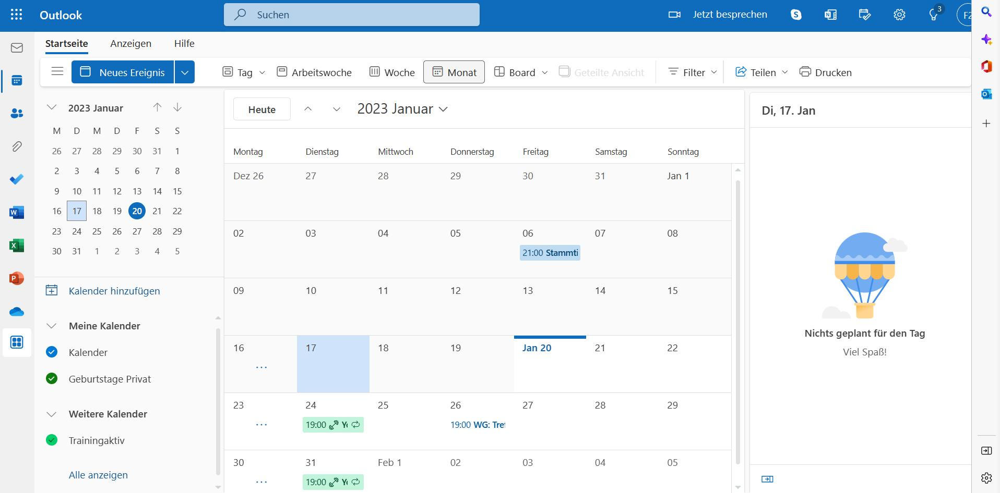 Outlook
Suchen
Jetzt besprechen
3
Startseite Anzeigen Hilfe
Neues Ereignis Tag Arbeitswoche Woche Monat Board Geteilte Ansicht Filter Teilen Drucken
2023 Januar
M D M D F S S
26 27 28 29 30 31 1
2 3 4 5 6 7 8
9 10 11 12 13 14 15
16 17 18 19 20 21 22
23 24 25 26 27 28 29
30 31 1 2 3 4 5
Kalender hinzufügen
Meine Kalender
Kalender
Geburtstage Privat
Weitere Kalender
Trainingaktiv
Alle anzeigen
Heute 2023 Januar
Montag Dienstag Mittwoch Donnerstag Freitag Samstag Sonntag
Dez 26 27 28 29 30 31 Jan 1
02 03 04 05 06 07 08
21:00 Stammti
09 10 11 12 13 14 15
16 17 18 19 Jan 20 21 22
...
23 24 25 26 27 28 29
... 19:00 19:00 WG: Tre
30 31 Feb 1 02 03 04 05
... 19:00
Di, 17. Jan
Nichts geplant für den Tag
Viel Spaß!